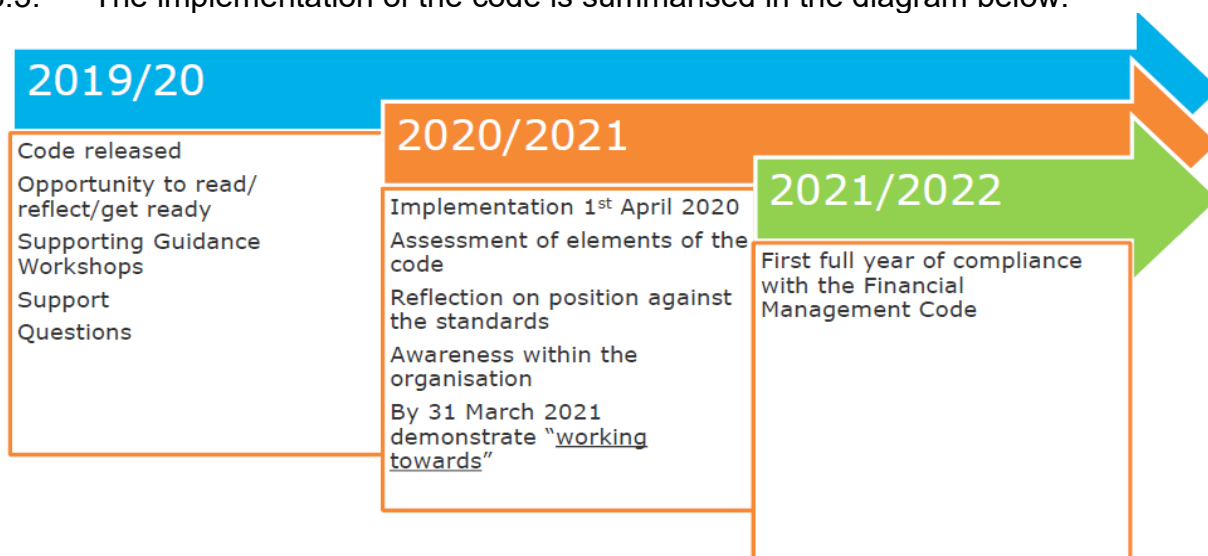 The implementation of the code is summarised in the diagram below.
2019/20
Code released
Opportunity to read/
reflect/get ready
Supporting Guidance
Workshops
Support
Questions
2020/2021
Implementation 1st April 2020
Assessment of elements of the
code
Reflection on position against
the standards
Awareness within the
organisation
By 31 March 2021
demonstrate “working
towards”
2021/2022
First full year of compliance
with the Financial
Management Code